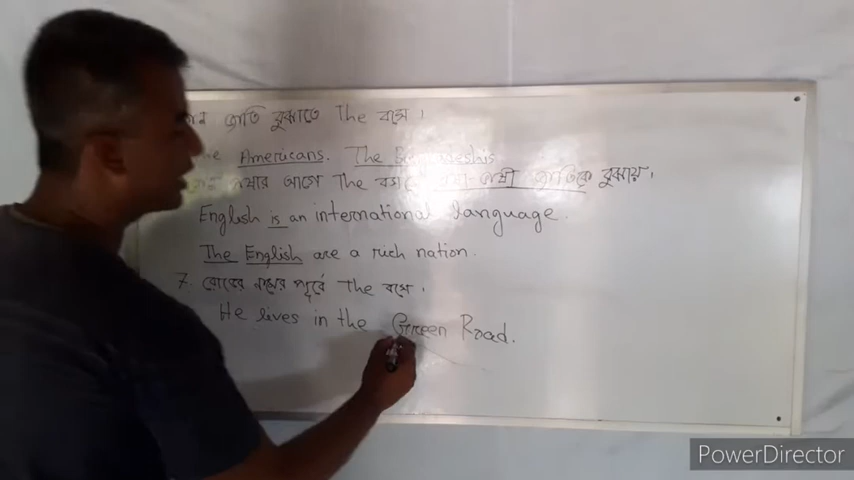 জাতি বুঝাতে The বসে।
Americans. The Bangladeshis
ভাষার আগে The বসালে ভাষা-ভাষী জাতিকে বুঝায়।
English is an international language.
The English are a rich nation.
7. রোডের নামের পূর্বে The বসে।
He lives in the Green Road.
PowerDirector